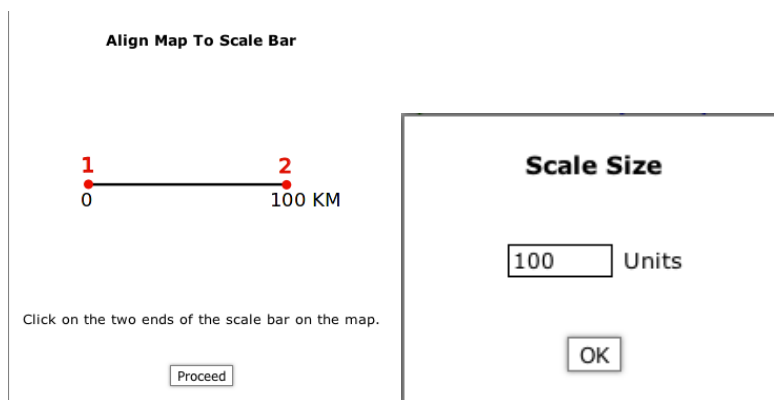 Align Map To Scale Bar
1 2
0 100 KM
Click on the two ends of the scale bar on the map.
Proceed
Scale Size
100 Units
OK